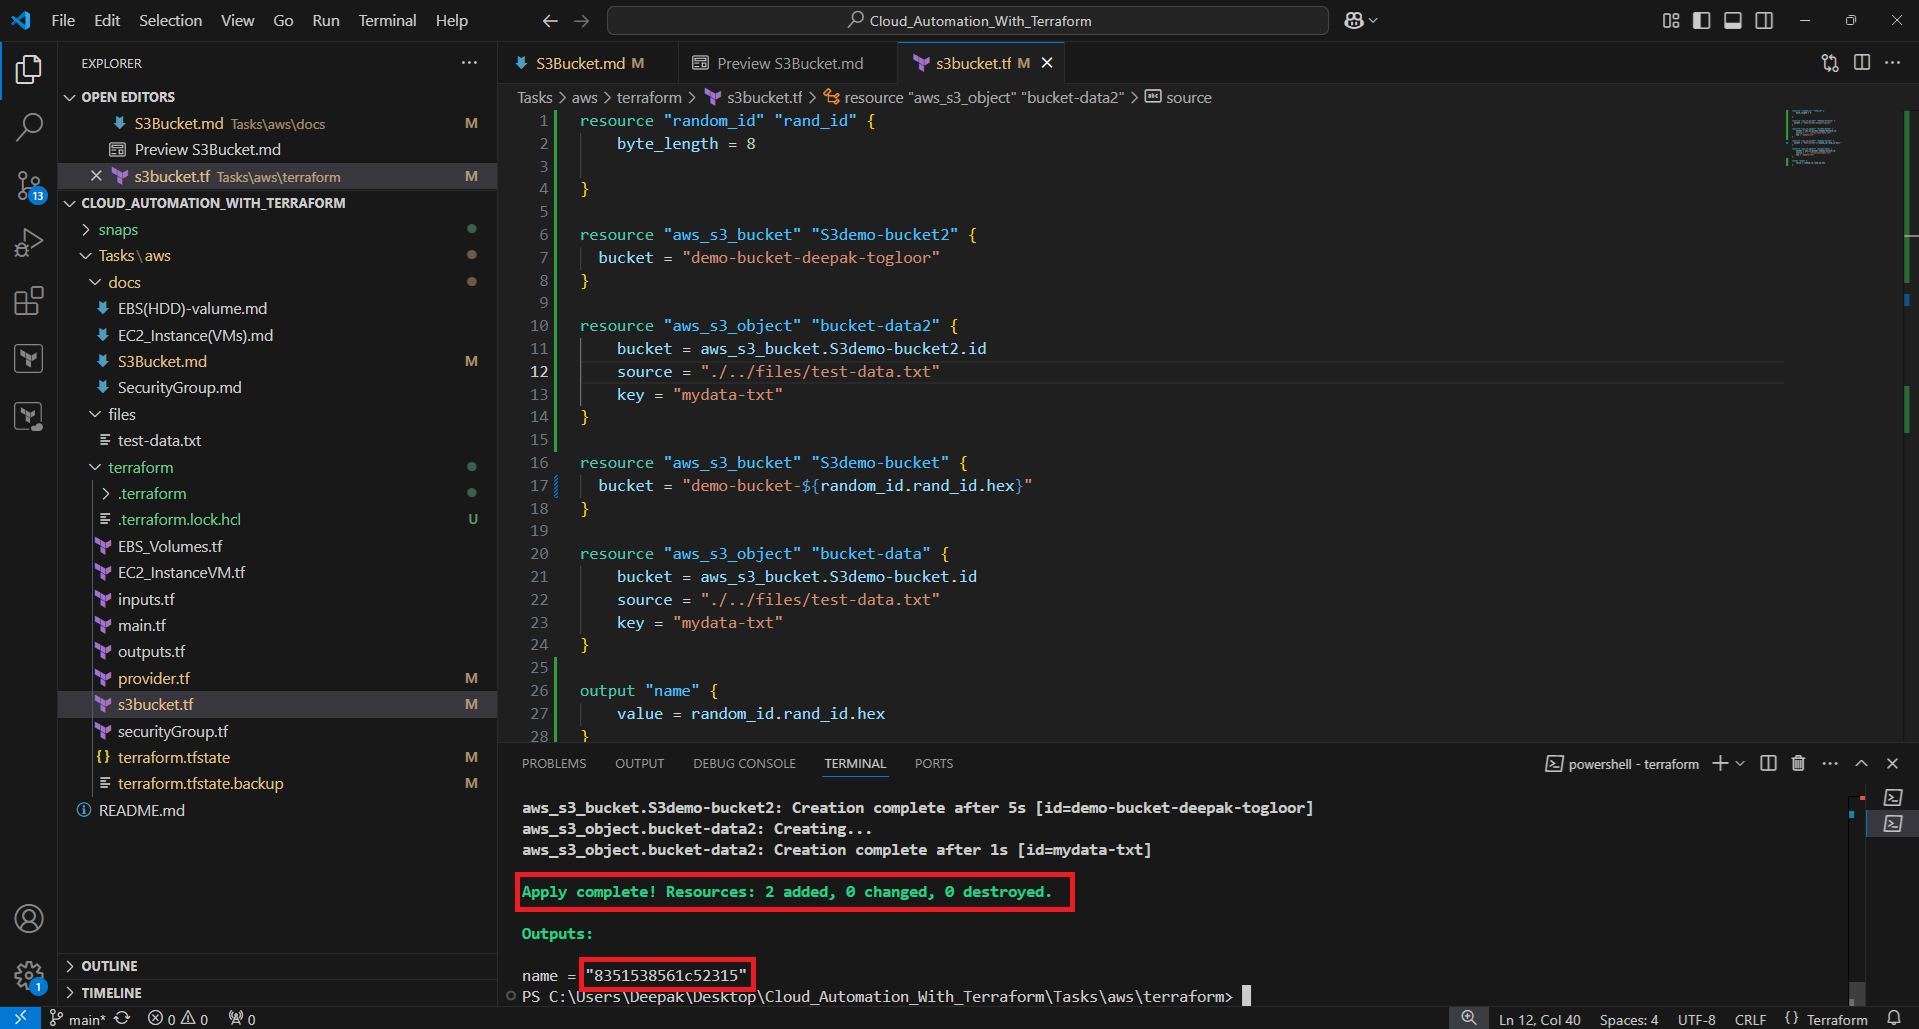 File Edit Selection View Go Run Terminal Help
Cloud_Automation_With_Terraform
EXPLORER
OPEN EDITORS
S3Bucket.md Tasks\aws\docs M
Preview S3Bucket.md
s3bucket.tf Tasks\aws\terraform M
CLOUD_AUTOMATION_WITH_TERRAFORM
snaps
Tasks\aws
docs
EBS(HDD)-valume.md
EC2_Instance(VMs).md
S3Bucket.md M
SecurityGroup.md
files
test-data.txt
terraform
.terraform
.terraform.lock.hcl U
EBS_Volumes.tf
EC2_InstanceVM.tf
inputs.tf
main.tf
outputs.tf
provider.tf M
s3bucket.tf M
securityGroup.tf
{} terraform.tfstate M
terraform.tfstate.backup M
README.md
OUTLINE
TIMELINE
13
1
S3Bucket.md M
Preview S3Bucket.md
s3bucket.tf M
Tasks > aws > terraform > s3bucket.tf > resource "aws_s3_object" "bucket-data2" > abc source
1 resource "random_id" "rand_id" {
2 byte_length = 8
3
4 }
5
6 resource "aws_s3_bucket" "S3demo-bucket2" {
7 bucket = "demo-bucket-deepak-togloor"
8 }
9
10 resource "aws_s3_object" "bucket-data2" {
11 bucket = aws_s3_bucket.S3demo-bucket2.id
12 source = "./../files/test-data.txt"
13 key = "mydata-txt"
14 }
15
16 resource "aws_s3_bucket" "S3demo-bucket" {
17 bucket = "demo-bucket-${random_id.rand_id.hex}"
18 }
19
20 resource "aws_s3_object" "bucket-data" {
21 bucket = aws_s3_bucket.S3demo-bucket.id
22 source = "./../files/test-data.txt"
23 key = "mydata-txt"
24 }
25
26 output "name" {
27 value = random_id.rand_id.hex
28 }
PROBLEMS OUTPUT DEBUG CONSOLE TERMINAL PORTS
powershell - terraform
aws_s3_bucket.S3demo-bucket2: Creation complete after 5s [id=demo-bucket-deepak-togloor]
aws_s3_object.bucket-data2: Creating...
aws_s3_object.bucket-data2: Creation complete after 1s [id=mydata-txt]
Apply complete! Resources: 2 added, 0 changed, 0 destroyed.
Outputs:
name = "8351538561c52315"
PS C:\Users\Deepak\Desktop\Cloud_Automation_With_Terraform\Tasks\aws\terraform>
main* 0 0 0
Ln 12, Col 40 Spaces: 4 UTF-8 CRLF {} Terraform